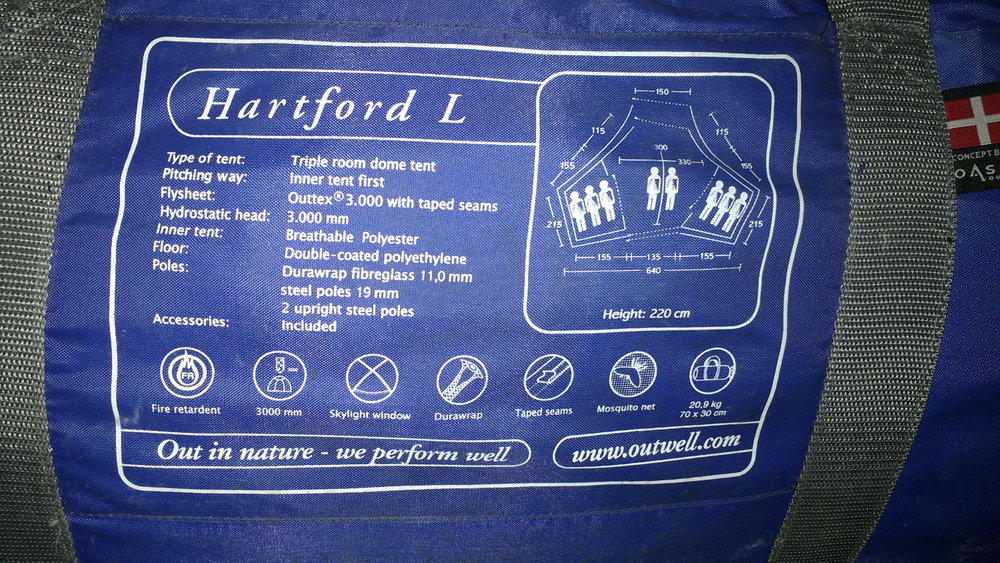 Hartford L
Type of tent: Triple room dome tent
Pitching way: Inner tent first
Flysheet: Outtex®3.000 with taped seams
Hydrostatic head: 3.000 mm
Inner tent: Breathable Polyester
Floor: Double-coated polyethylene
Poles: Durawrap fibreglass 11,0 mm
steel poles 19 mm
2 upright steel poles
Accessories: included
150
115
115
155
300
330
155
215
215
155
135
155
640
Height: 220 cm
FR
3000
Fire retardent
3000 mm
Skylight window
Durawrap
Taped seams
Mosquito net
20,9 kg
70 x 30 cm
Out in nature - we perform well
www.outwell.com
CONCEPT B